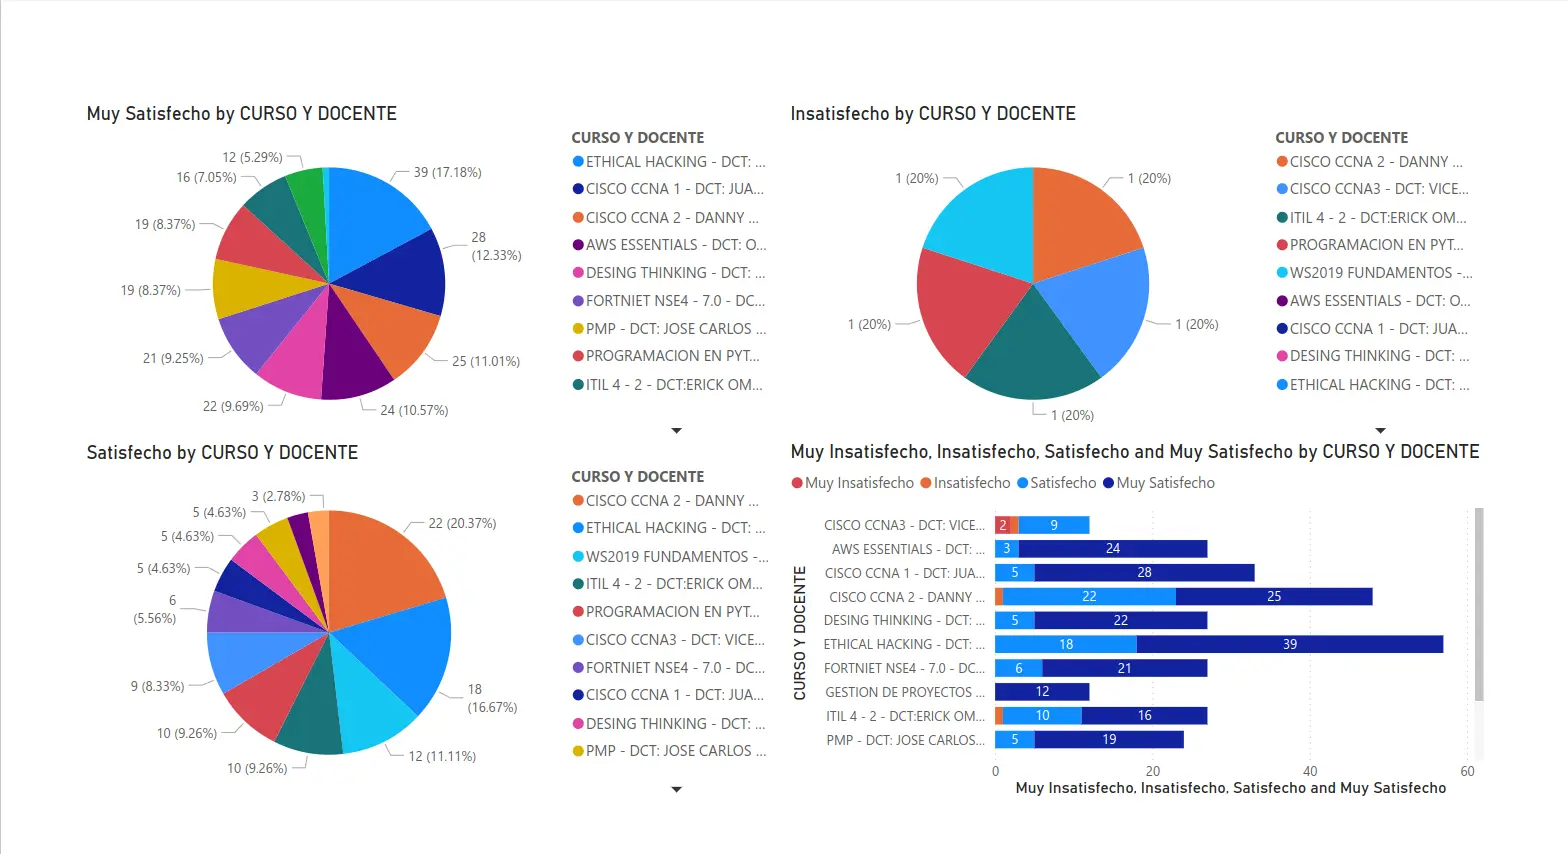 Muy Satisfecho by CURSO Y DOCENTE
12 (5.29%)
16 (7.05%)
19 (8.37%)
19 (8.37%)
21 (9.25%)
22 (9.69%)
39 (17.18%)
28
(12.33%)
25 (11.01%)
24 (10.57%)
CURSO Y DOCENTE
ETHICAL HACKING - DCT: ...
CISCO CCNA 1 - DCT: JUA...
CISCO CCNA 2 - DANNY ...
AWS ESSENTIALS - DCT: O...
DESING THINKING - DCT: ...
FORTNIET NSE4 - 7.0 - DC...
PMP - DCT: JOSE CARLOS ...
PROGRAMACION EN PYT...
ITIL 4 - 2 - DCT:ERICK OM...
Insatisfecho by CURSO Y DOCENTE
1 (20%)
1 (20%)
1 (20%)
1 (20%)
1 (20%)
CURSO Y DOCENTE
CISCO CCNA 2 - DANNY ...
CISCO CCNA3 - DCT: VICE...
ITIL 4 - 2 - DCT:ERICK OM...
PROGRAMACION EN PYT...
WS2019 FUNDAMENTOS -...
AWS ESSENTIALS - DCT: O...
CISCO CCNA 1 - DCT: JUA...
DESING THINKING - DCT: ...
ETHICAL HACKING - DCT: ...
Satisfecho by CURSO Y DOCENTE
3 (2.78%)
5 (4.63%)
5 (4.63%)
5 (4.63%)
6
(5.56%)
9 (8.33%)
10 (9.26%)
10 (9.26%)
22 (20.37%)
18
(16.67%)
12 (11.11%)
CURSO Y DOCENTE
CISCO CCNA 2 - DANNY ...
ETHICAL HACKING - DCT: ...
WS2019 FUNDAMENTOS -...
ITIL 4 - 2 - DCT:ERICK OM...
PROGRAMACION EN PYT...
CISCO CCNA3 - DCT: VICE...
FORTNIET NSE4 - 7.0 - DC...
CISCO CCNA 1 - DCT: JUA...
DESING THINKING - DCT: ...
PMP - DCT: JOSE CARLOS ...
Muy Insatisfecho, Insatisfecho, Satisfecho and Muy Satisfecho by CURSO Y DOCENTE
Muy Insatisfecho Insatisfecho Satisfecho Muy Satisfecho
CURSO Y DOCENTE
CISCO CCNA3 - DCT: VICE... 2 9
AWS ESSENTIALS - DCT: ... 3 24
CISCO CCNA 1 - DCT: JUA... 5 28
CISCO CCNA 2 - DANNY ... 22 25
DESING THINKING - DCT: ... 5 22
ETHICAL HACKING - DCT: ... 18 39
FORTNIET NSE4 - 7.0 - DC... 6 21
GESTION DE PROYECTOS ... 12
ITIL 4 - 2 - DCT:ERICK OM... 10 16
PMP - DCT: JOSE CARLOS... 5 19
0 20 40 60
Muy Insatisfecho, Insatisfecho, Satisfecho and Muy Satisfecho